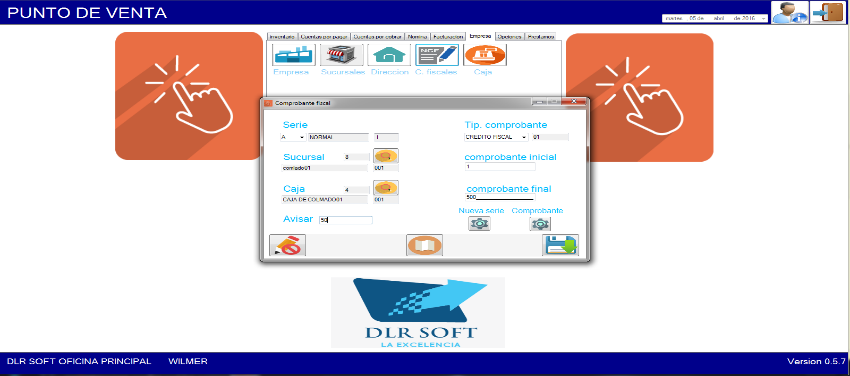 PUNTO DE VENTA
martes 05 de abril de 2016
Inventario Cuentas por pagar Cuentas por cobrar Nomina Facturacion Empresa Opciones Prestamos
NCF
Empresa Sucursales Direccion C. fiscales Caja
Comprobante fiscal
Serie Tip. comprobante
A NORMAL 1 CREDITO FISCAL 01
Sucursal 8 comprobante inicial
001 1
Caja 4 comprobante final
CAJA DE COLMADO01 001 500
Nueva serie Comprobante
Avisar 50
DLR SOFT
LA EXCELENCIA
DLR SOFT OFICINA PRINCIPAL WILMER Version 0.5.7